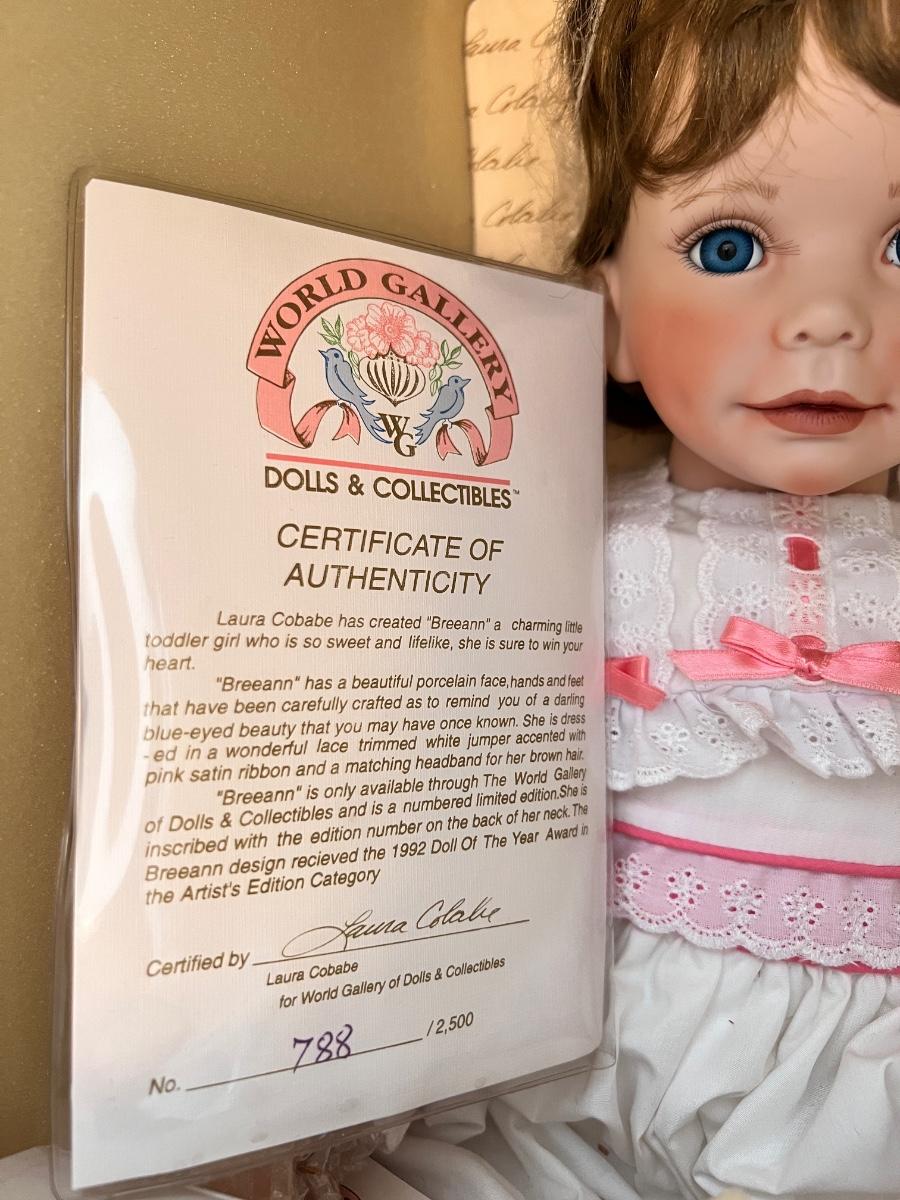 Laura C
Cobabe
WORLD GALLERY
WG
DOLLS & COLLECTIBLES™
CERTIFICATE OF
AUTHENTICITY
Laura Cobabe has created "Breeann" a charming little
toddler girl who is so sweet and lifelike, she is sure to win your
heart.
"Breeann" has a beautiful porcelain face,hands and feet
that have been carefully crafted as to remind you of a darling
blue-eyed beauty that you may have once known. She is dress
-ed in a wonderful lace trimmed white jumper accented with
pink satin ribbon and a matching headband for her brown hair.
"Breeann" is only available through The World Gallery
of Dolls & Collectibles and is a numbered limited edition.She is
inscribed with the edition number on the back of her neck.The
Breeann design recieved the 1992 Doll Of The Year Award in
the Artist's Edition Category
Certified by Laura Cobabe
Laura Cobabe
for World Gallery of Dolls & Collectibles
No. 788 / 2,500